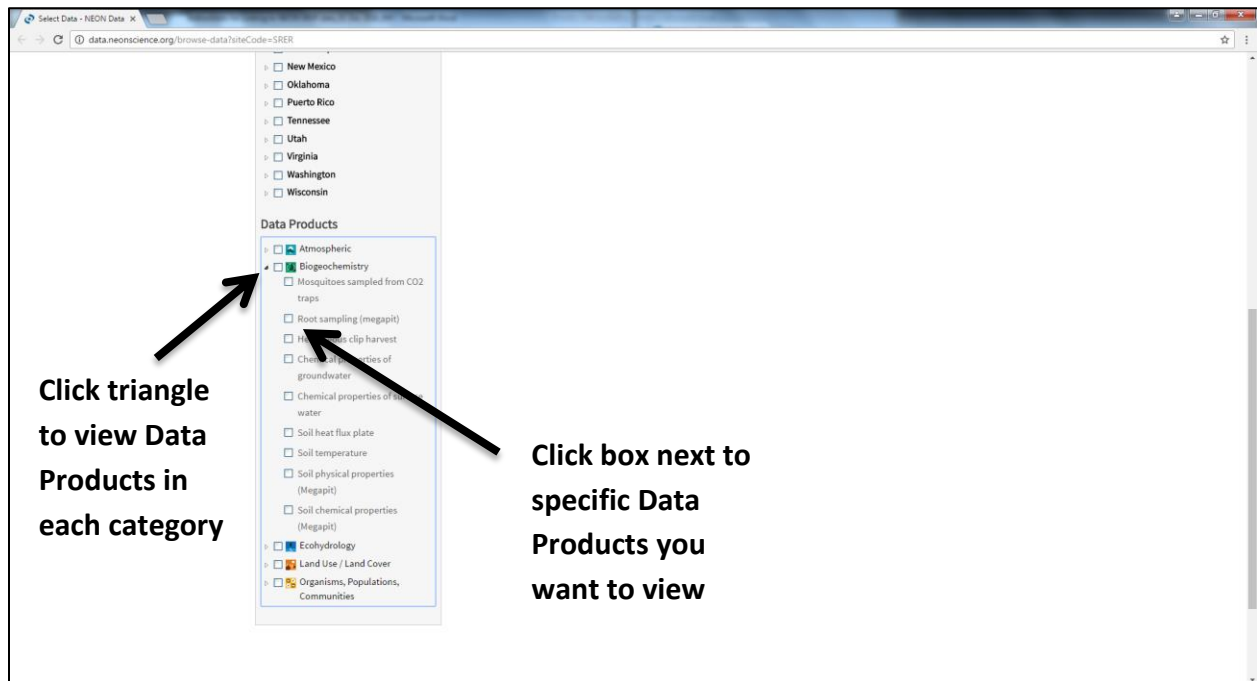 Select Data - NEON Data
data.neonscience.org/browse-data?siteCode=SRER
New Mexico
Oklahoma
Puerto Rico
Tennessee
Utah
Virginia
Washington
Wisconsin
Data Products
Atmospheric
Biogeochemistry
Mosquitoes sampled from CO2
traps
Root sampling (megapit)
clip harvest
Chemical properties of
groundwater
Chemical properties of
water
Soil heat flux plate
Soil temperature
Soil physical properties
(Megapit)
Soil chemical properties
(Megapit)
Ecohydrology
Land Use / Land Cover
Organisms, Populations,
Communities
Click triangle
to view Data
Products in
each category
Click box next to
specific Data
Products you
want to view